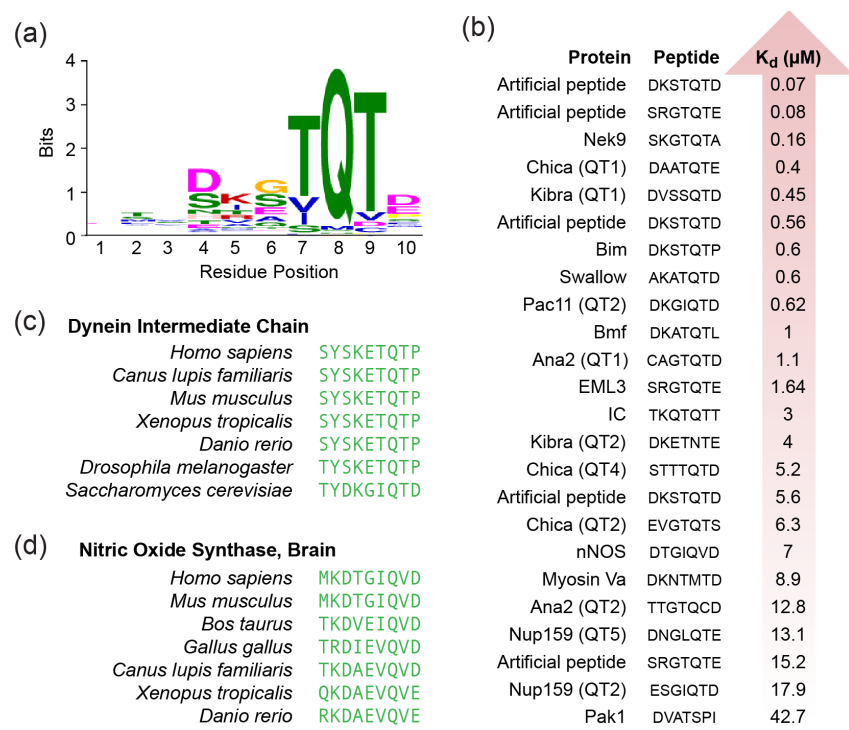 (a)
4
3
2
1
0
Bits
D K S T Q T D
1 2 3 4 5 6 7 8 9 10
Residue Position
(b)
Protein Peptide Kd (µM)
Artificial peptide DKSTQTD 0.07
Artificial peptide SRGTQTE 0.08
Nek9 SKGTQTA 0.16
Chica (QT1) DAATQTE 0.4
Kibra (QT1) DVSSQTD 0.45
Artificial peptide DKSTQTD 0.56
Bim DKSTQTP 0.6
Swallow AKATQTD 0.6
Pac11 (QT2) DKGIQTD 0.62
Bmf DKATQTL 1
Ana2 (QT1) CAGTQTD 1.1
EML3 SRGTQTE 1.64
IC TKQTQTT 3
Kibra (QT2) DKETNTE 4
Chica (QT4) STTTQTD 5.2
Artificial peptide DKSTQTD 5.6
Chica (QT2) EVGTQTS 6.3
nNOS DTGIQVD 7
Myosin Va DKNTMTD 8.9
Ana2 (QT2) TTGTQCD 12.8
Nup159 (QT5) DNGLQTE 13.1
Artificial peptide SRGTQTE 15.2
Nup159 (QT2) ESGIQTD 17.9
Pak1 DVATSPI 42.7
(c) Dynein Intermediate Chain
Homo sapiens SYSKETQTP
Canus lupis familiaris SYSKETQTP
Mus musculus SYSKETQTP
Xenopus tropicalis SYSKETQTP
Danio rerio SYSKETQTP
Drosophila melanogaster TYSKETQTP
Saccharomyces cerevisiae TYDKGIQTD
(d) Nitric Oxide Synthase, Brain
Homo sapiens MKDTGIQVD
Mus musculus MKDTGIQVD
Bos taurus TKDVEIQVD
Gallus gallus TRDIEVQVD
Canus lupis familiaris TKDAEVQVD
Xenopus tropicalis QKDAEVQVE
Danio rerio RKDAEVQVE